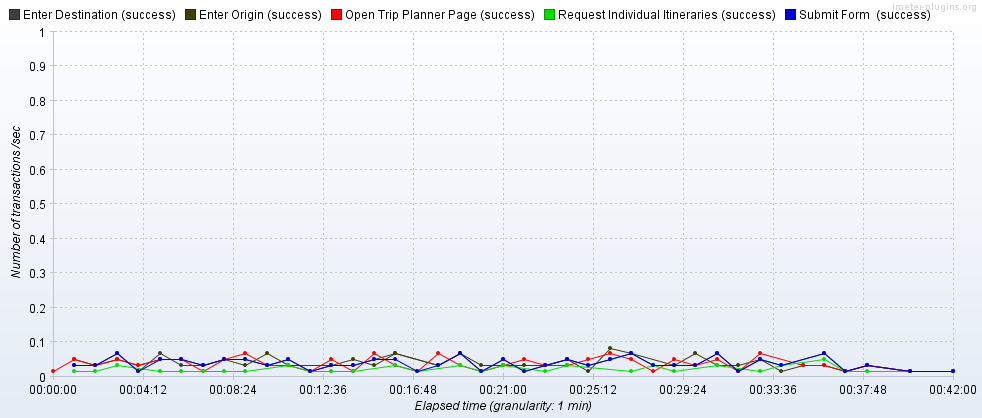 jmeter-plugins.org
Enter Destination (success) Enter Origin (success) Open Trip Planner Page (success) Request Individual Itineraries (success) Submit Form (success)
1
0.9
0.8
0.7
0.6
0.5
0.4
0.3
0.2
0.1
0
Number of transactions /sec
00:00:00 00:04:12 00:08:24 00:12:36 00:16:48 00:21:00 00:25:12 00:29:24 00:33:36 00:37:48 00:42:00
Elapsed time (granularity: 1 min)